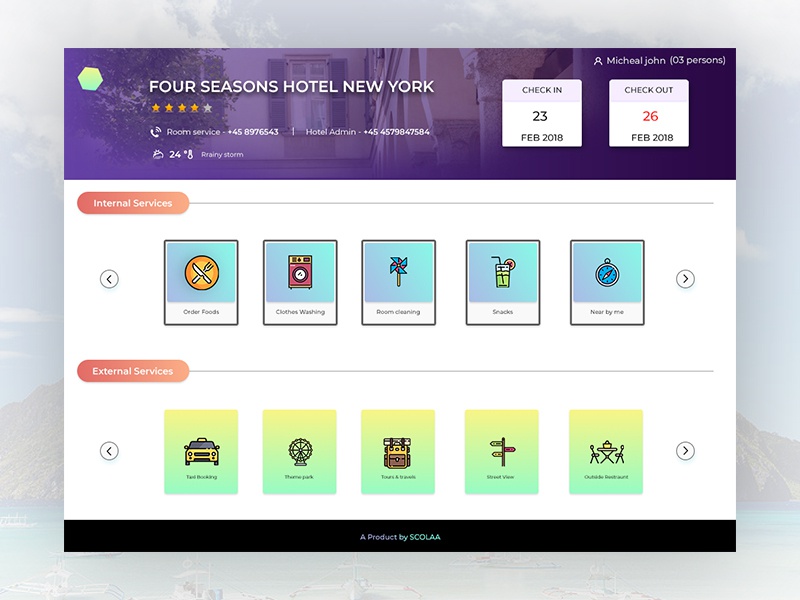 Micheal john (03 persons)
FOUR SEASONS HOTEL NEW YORK
CHECK IN
23
FEB 2018
CHECK OUT
26
FEB 2018
Room service - +45 8976543 | Hotel Admin - +45 4579847584
24 ° Rrainy storm
Internal Services
Order Foods
Clothes Washing
Room cleaning
Snacks
Near by me
External Services
Taxi Booking
Theme park
Tours & travels
Street View
Outside Restraunt
A Product by SCOLAA